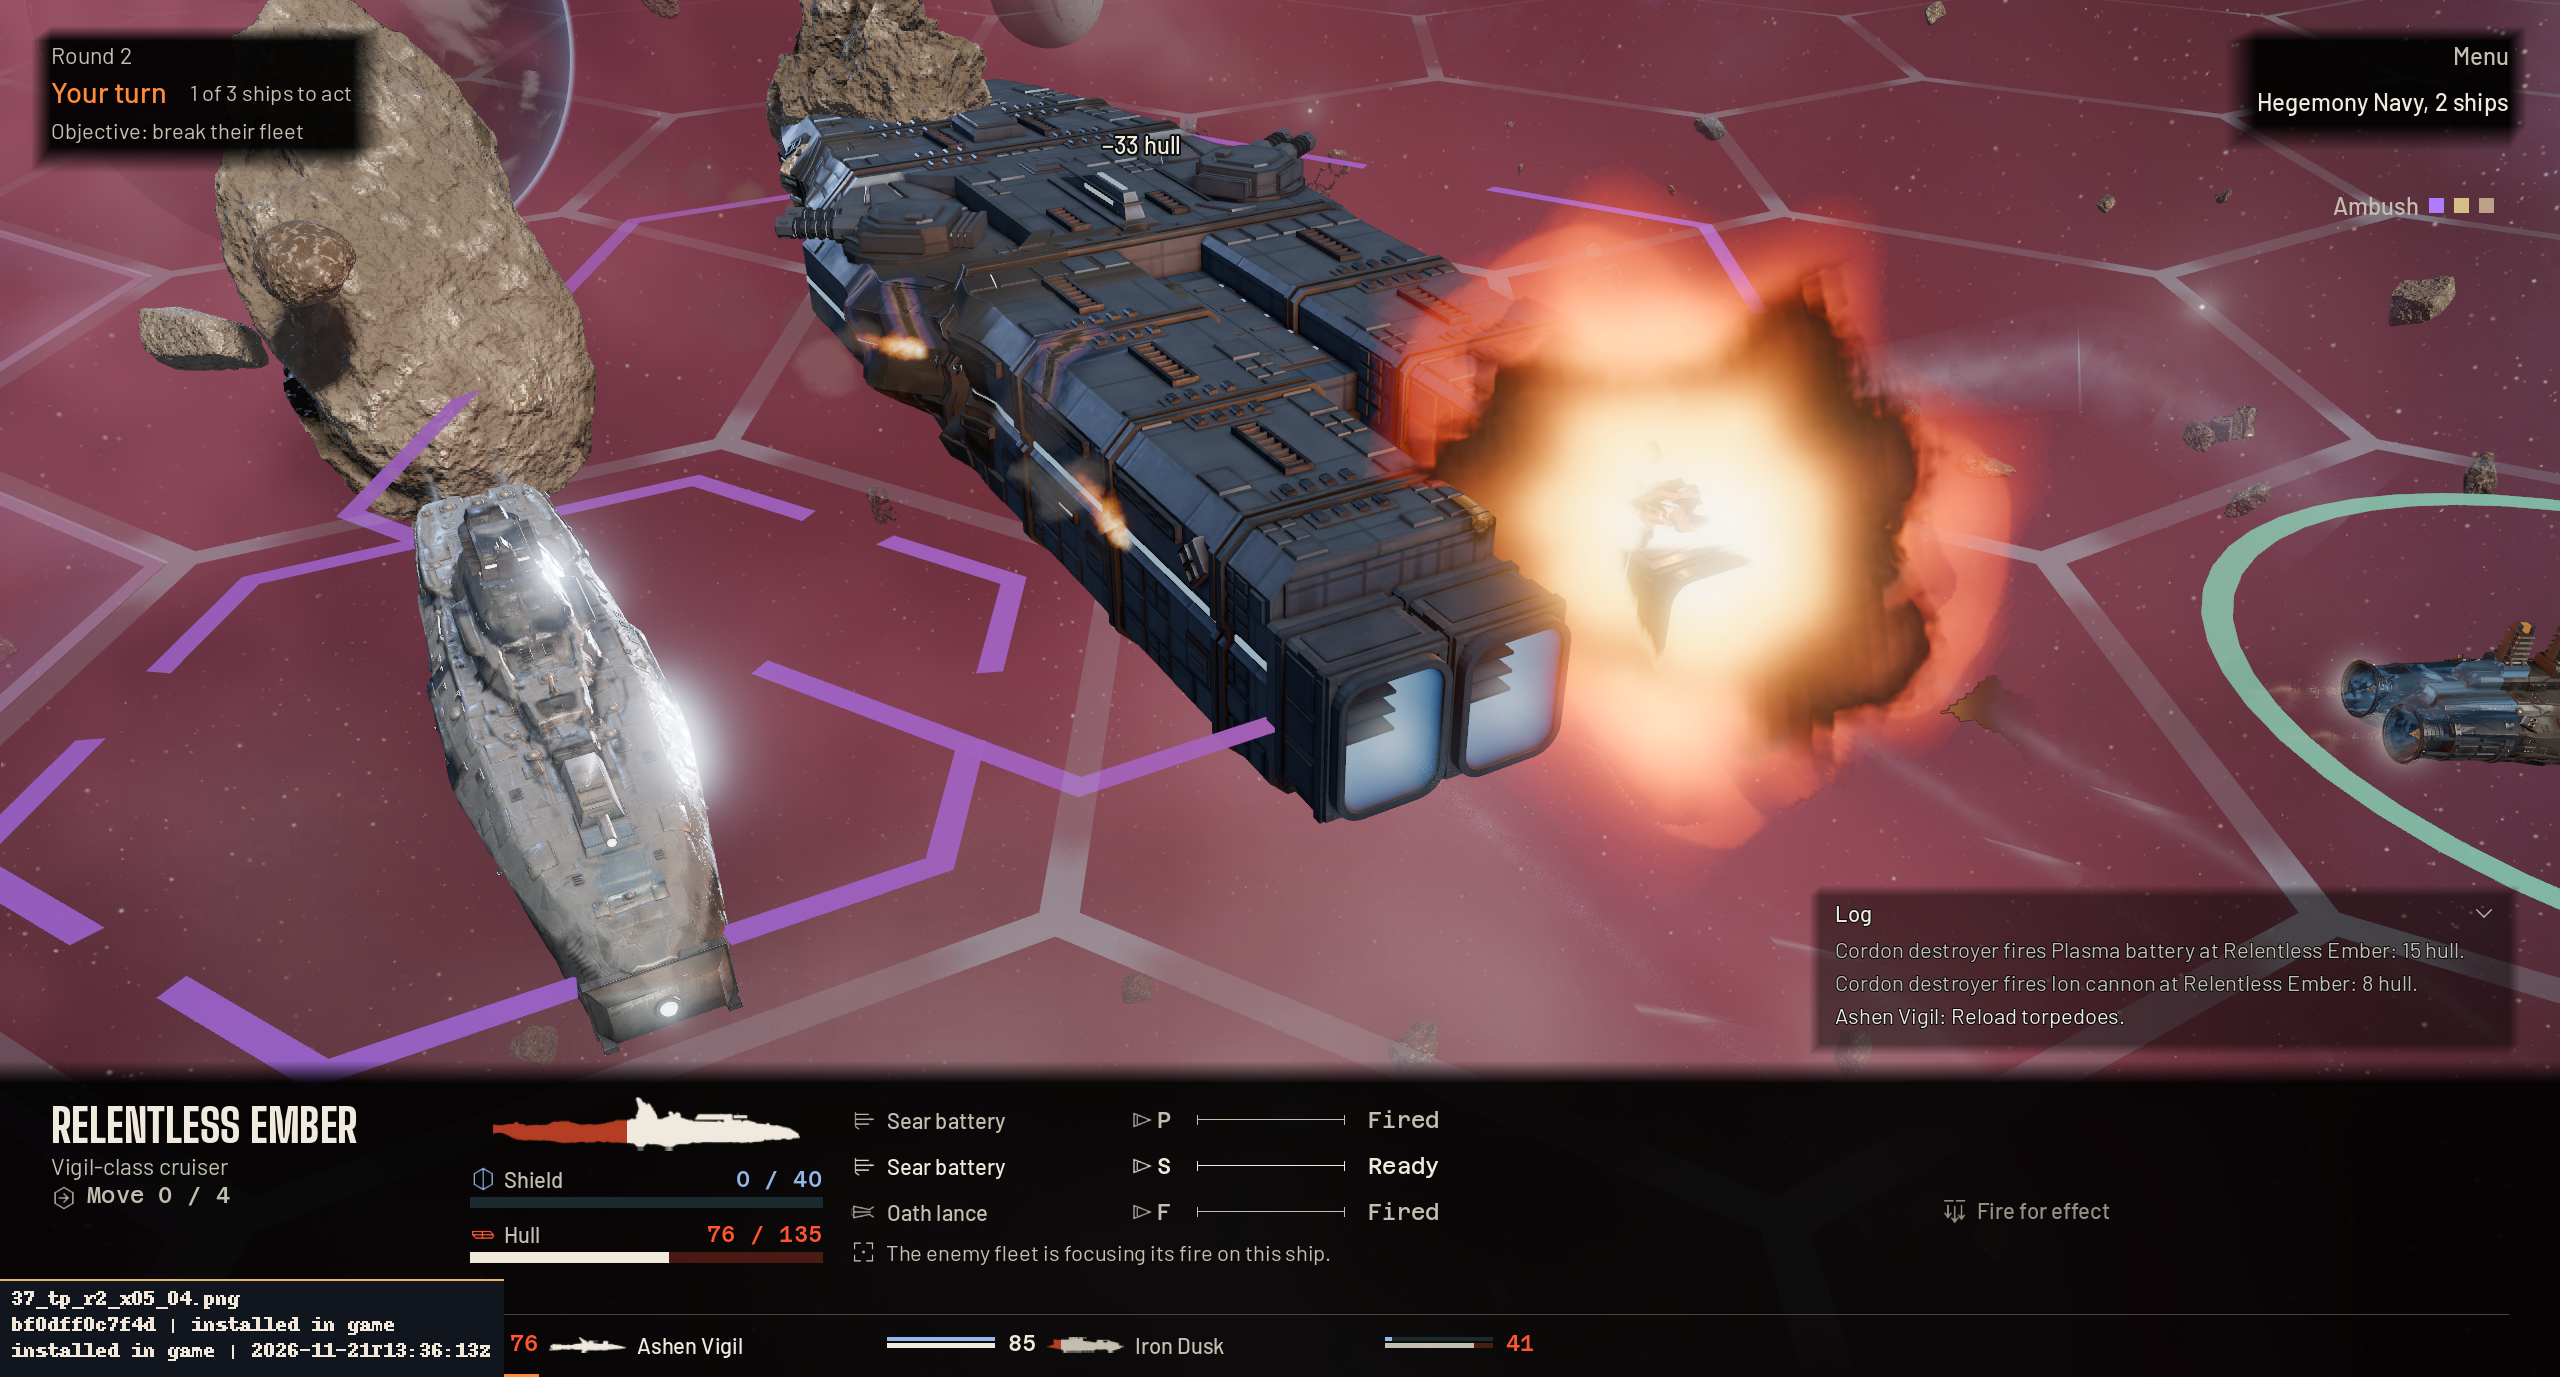 Round 2
Your turn 1 of 3 ships to act
Objective: break their fleet
Menu
Hegemony Navy, 2 ships
Ambush
-33 hull
Log
Cordon destroyer fires Plasma battery at Relentless Ember: 15 hull.
Cordon destroyer fires Ion cannon at Relentless Ember: 8 hull.
Ashen Vigil: Reload torpedoes.
RELENTLESS EMBER
Vigil-class cruiser
Move 0 / 4
Shield 0 / 40
Hull 76 / 135
Sear battery P Fired
Sear battery S Ready
Oath lance F Fired
The enemy fleet is focusing its fire on this ship.
Fire for effect
37_tp_r2_x05_04.png
bf0dff0c7f4d | installed in game
installed in game | 2026-11-21r13:36:13z
76 Ashen Vigil 85 Iron Dusk 41